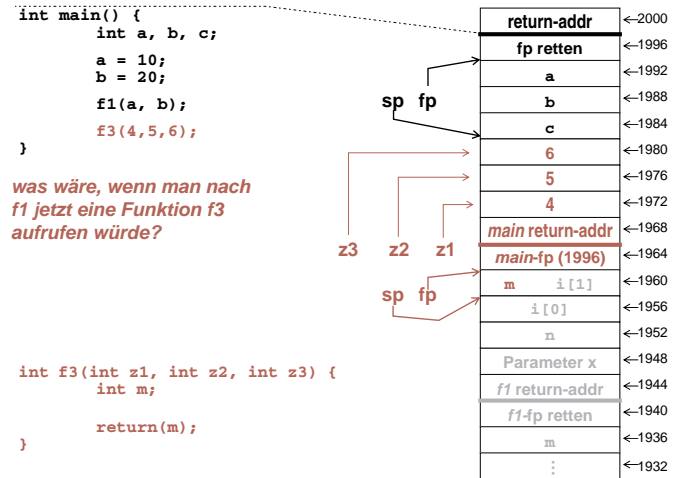 int main() {
int a, b, c;
a = 10;
b = 20;
f1(a, b);
f3(4,5,6);
}
was wäre, wenn man nach
f1 jetzt eine Funktion f3
aufrufen würde?
int f3(int z1, int z2, int z3) {
int m;
return(m);
}
sp fp
z3 z2 z1
sp fp
return-addr 2000
fp retten 1996
a 1992
b 1988
c 1984
6 1980
5 1976
4 1972
main return-addr 1968
main-fp (1996) 1964
m i[1] 1960
i[0] 1956
n 1952
Parameter x 1948
f1 return-addr 1944
f1-fp retten 1940
m 1936
⋮ 1932